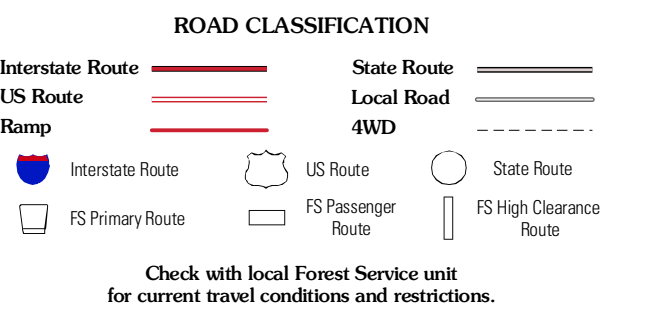 ROAD CLASSIFICATION
Interstate Route
State Route
US Route
Local Road
Ramp
4WD
Interstate Route
US Route
State Route
FS Primary Route
FS Passenger
Route
FS High Clearance
Route
Check with local Forest Service unit
for current travel conditions and restrictions.